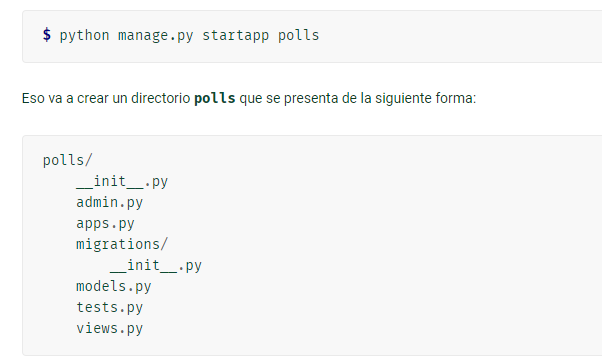 $ python manage.py startapp polls
Eso va a crear un directorio polls que se presenta de la siguiente forma:
polls/
    __init__.py
    admin.py
    apps.py
    migrations/
        __init__.py
    models.py
    tests.py
    views.py